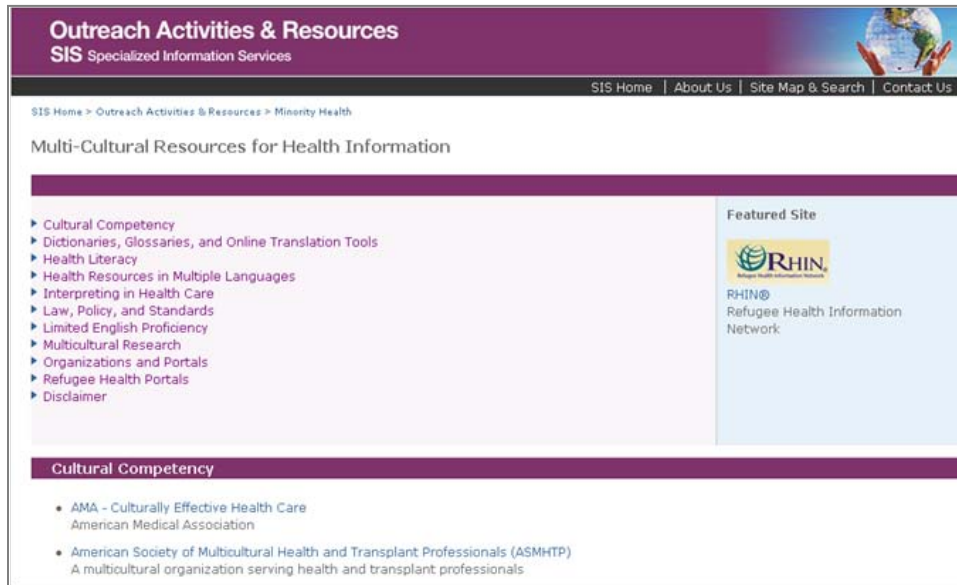 Outreach Activities & Resources
SIS Specialized Information Services
SIS Home | About Us | Site Map & Search | Contact Us
SIS Home > Outreach Activities & Resources > Minority Health
Multi-Cultural Resources for Health Information
Cultural Competency
Dictionaries, Glossaries, and Online Translation Tools
Health Literacy
Health Resources in Multiple Languages
Interpreting in Health Care
Law, Policy, and Standards
Limited English Proficiency
Multicultural Research
Organizations and Portals
Refugee Health Portals
Disclaimer
Featured Site
RHIN
Refugee Health Information Network
RHIN®
Refugee Health Information
Network
Cultural Competency
AMA - Culturally Effective Health Care
American Medical Association
American Society of Multicultural Health and Transplant Professionals (ASMHTP)
A multicultural organization serving health and transplant professionals